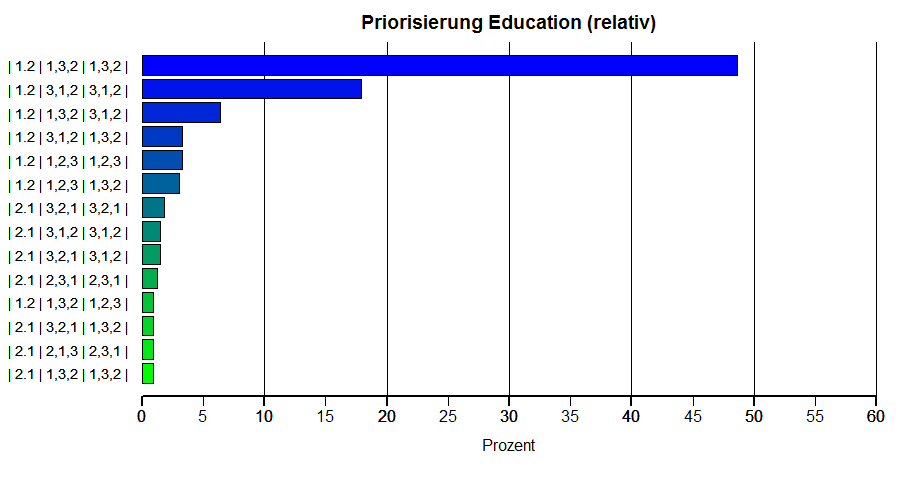 Priorisierung Education (relativ)
| 1.2 | 1,3,2 | 1,3,2 |
| 1.2 | 3,1,2 | 3,1,2 |
| 1.2 | 1,3,2 | 3,1,2 |
| 1.2 | 3,1,2 | 1,3,2 |
| 1.2 | 1,2,3 | 1,2,3 |
| 1.2 | 1,2,3 | 1,3,2 |
| 2.1 | 3,2,1 | 3,2,1 |
| 2.1 | 3,1,2 | 3,1,2 |
| 2.1 | 3,2,1 | 3,1,2 |
| 2.1 | 2,3,1 | 2,3,1 |
| 1.2 | 1,3,2 | 1,2,3 |
| 2.1 | 3,2,1 | 1,3,2 |
| 2.1 | 2,1,3 | 2,3,1 |
| 2.1 | 1,3,2 | 1,3,2 |
0 5 10 15 20 25 30 35 40 45 50 55 60
Prozent